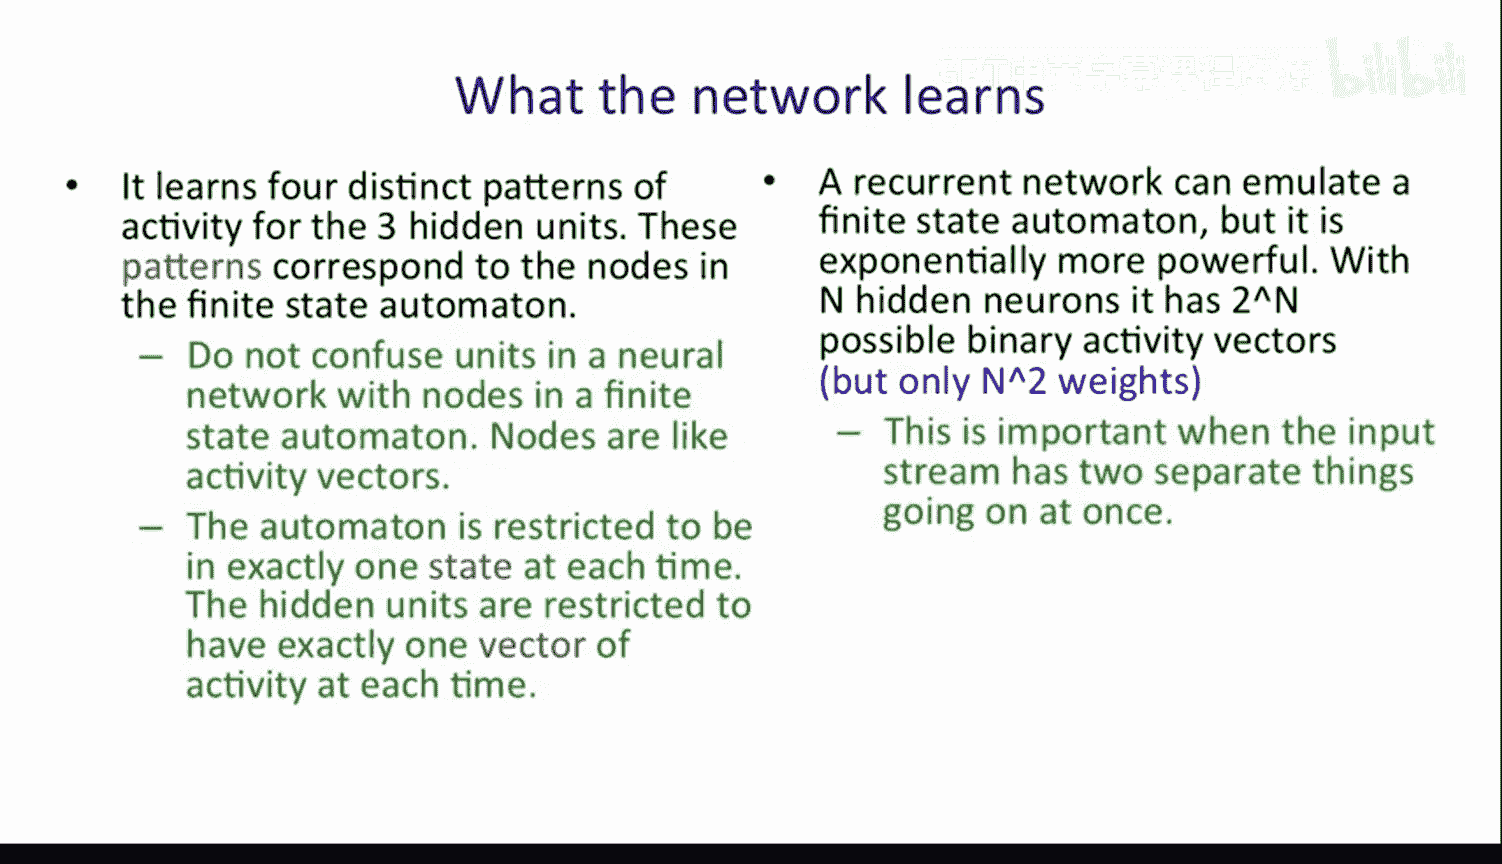 What the network learns
bilibili
• It learns four distinct patterns of
activity for the 3 hidden units. These
patterns correspond to the nodes in
the finite state automaton.
– Do not confuse units in a neural
network with nodes in a finite
state automaton. Nodes are like
activity vectors.
– The automaton is restricted to be
in exactly one state at each time.
The hidden units are restricted to
have exactly one vector of
activity at each time.
• A recurrent network can emulate a
finite state automaton, but it is
exponentially more powerful. With
N hidden neurons it has 2^N
possible binary activity vectors
(but only N^2 weights)
– This is important when the input
stream has two separate things
going on at once.